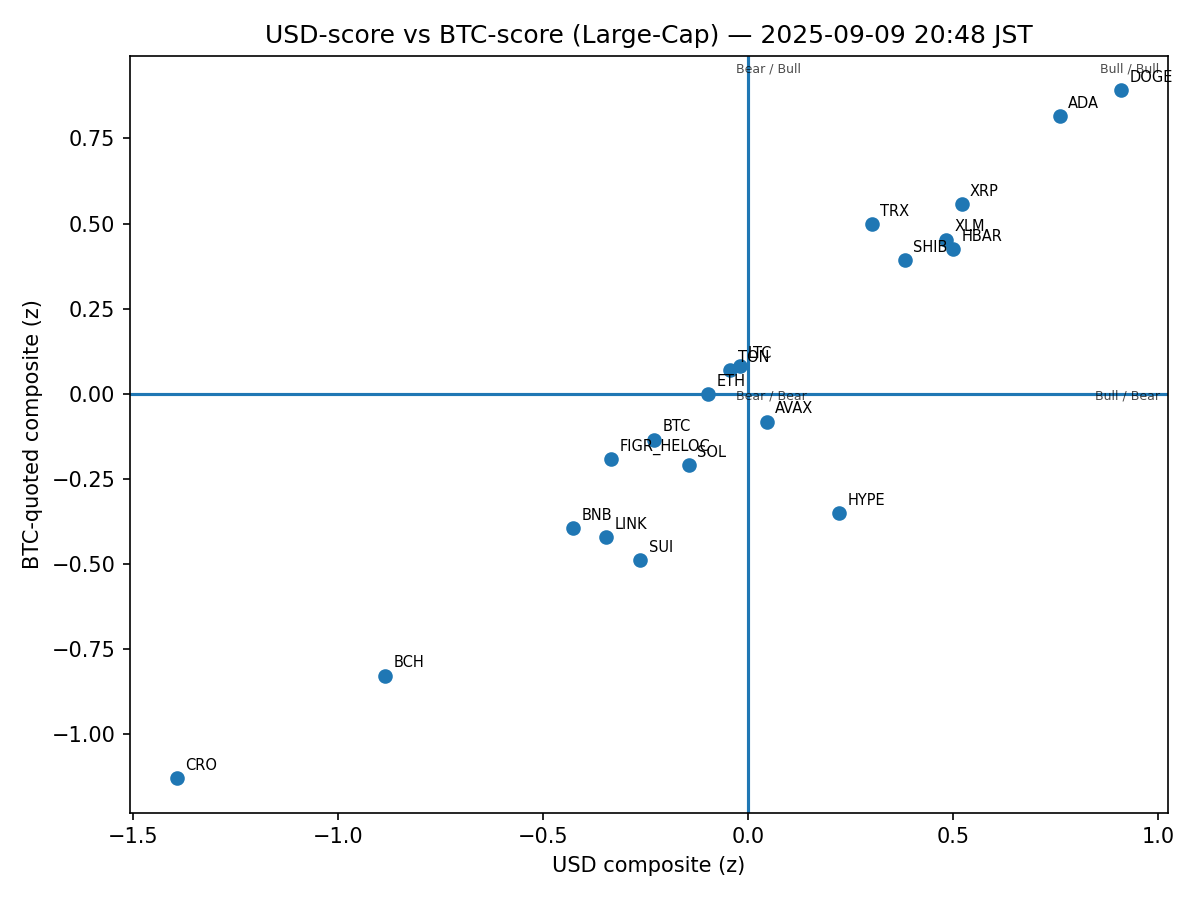 USD-score vs BTC-score (Large-Cap) — 2025-09-09 20:48 JST
Bear / Bull
Bull / Bull
DOGE
ADA
0.75
XRP
TRX
0.50
XLM
HBAR
SHIB
0.25
LTC
TON
ETH
0.00
Bear / Bear
Bull / Bear
AVAX
BTC
FIGR_HELOC
SOL
−0.25
HYPE
BNB
LINK
−0.50
SUI
BCH
−0.75
−1.00
CRO
−1.5
−1.0
−0.5
0.0
0.5
1.0
USD composite (z)
BTC-quoted composite (z)